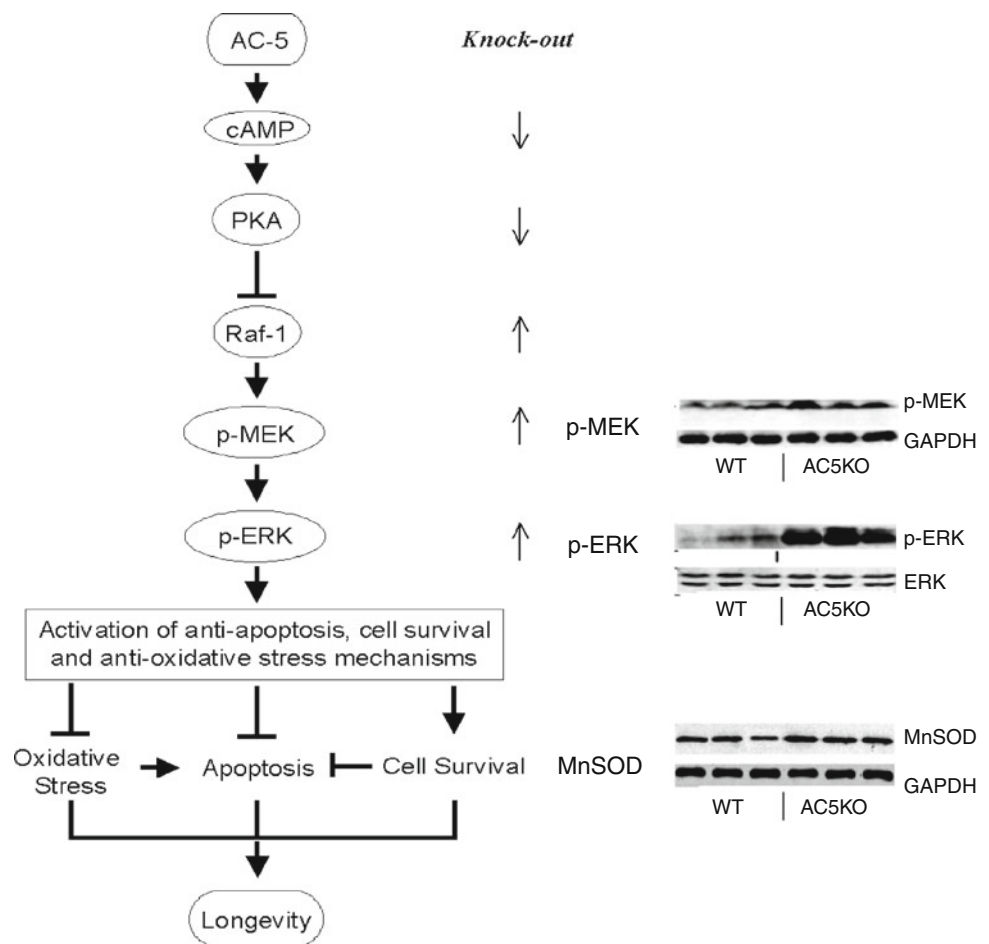 AC-5
Knock-out
cAMP
PKA
Raf-1
p-MEK
p-MEK
p-MEK
GAPDH
WT
AC5KO
p-ERK
p-ERK
p-ERK
ERK
WT
AC5KO
Activation of anti-apoptosis, cell survival
and anti-oxidative stress mechanisms
Oxidative
Stress
Apoptosis
Cell Survival
MnSOD
MnSOD
GAPDH
WT
AC5KO
Longevity